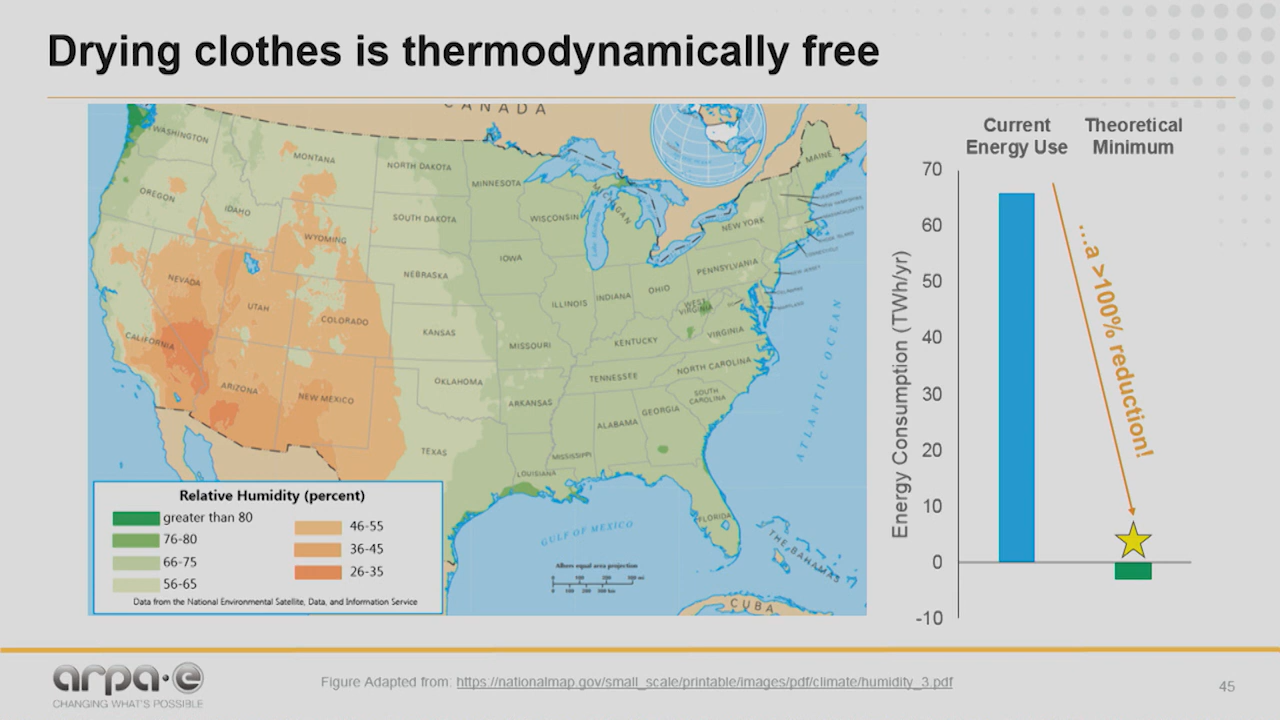 Drying clothes is thermodynamically free
CANADA
WASHINGTON
MONTANA
NORTH DAKOTA
MINNESOTA
MICHIGAN
MAINE
OREGON
IDAHO
WYOMING
SOUTH DAKOTA
WISCONSIN
NEW YORK
NEVADA
UTAH
COLORADO
NEBRASKA
IOWA
ILLINOIS
INDIANA
OHIO
PENNSYLVANIA
WEST
VIRGINIA
CALIFORNIA
KANSAS
MISSOURI
KENTUCKY
VIRGINIA
ARIZONA
NEW MEXICO
OKLAHOMA
ARKANSAS
TENNESSEE
NORTH CAROLINA
SOUTH
CAROLINA
TEXAS
LOUISIANA
MISSISSIPPI
ALABAMA
GEORGIA
FLORIDA
ATLANTIC OCEAN
GULF OF MEXICO
THE BAHAMAS
CUBA
Albers equal area projection
Relative Humidity (percent)
greater than 80
76-80
66-75
56-65
46-55
36-45
26-35
Data from the National Environmental Satellite, Data, and Information Service
Current
Energy Use
Theoretical
Minimum
Energy Consumption (TWh/yr)
70
60
50
40
30
20
10
0
-10
...a >100% reduction!
arpa·e
CHANGING WHAT'S POSSIBLE
Figure Adapted from: https://nationalmap.gov/small_scale/printable/images/pdf/climate/humidity_3.pdf
45